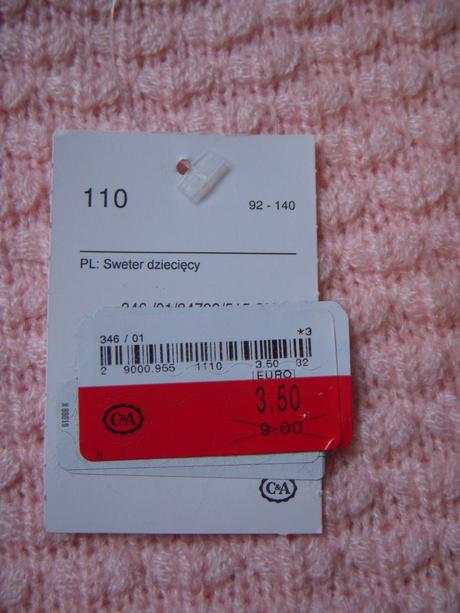 110
92 - 140
PL: Sweter dziecięcy
346 / 01
*3
2 9000.955 1110 3.50 32
EURO
3.50
9.00
C&A
C&A